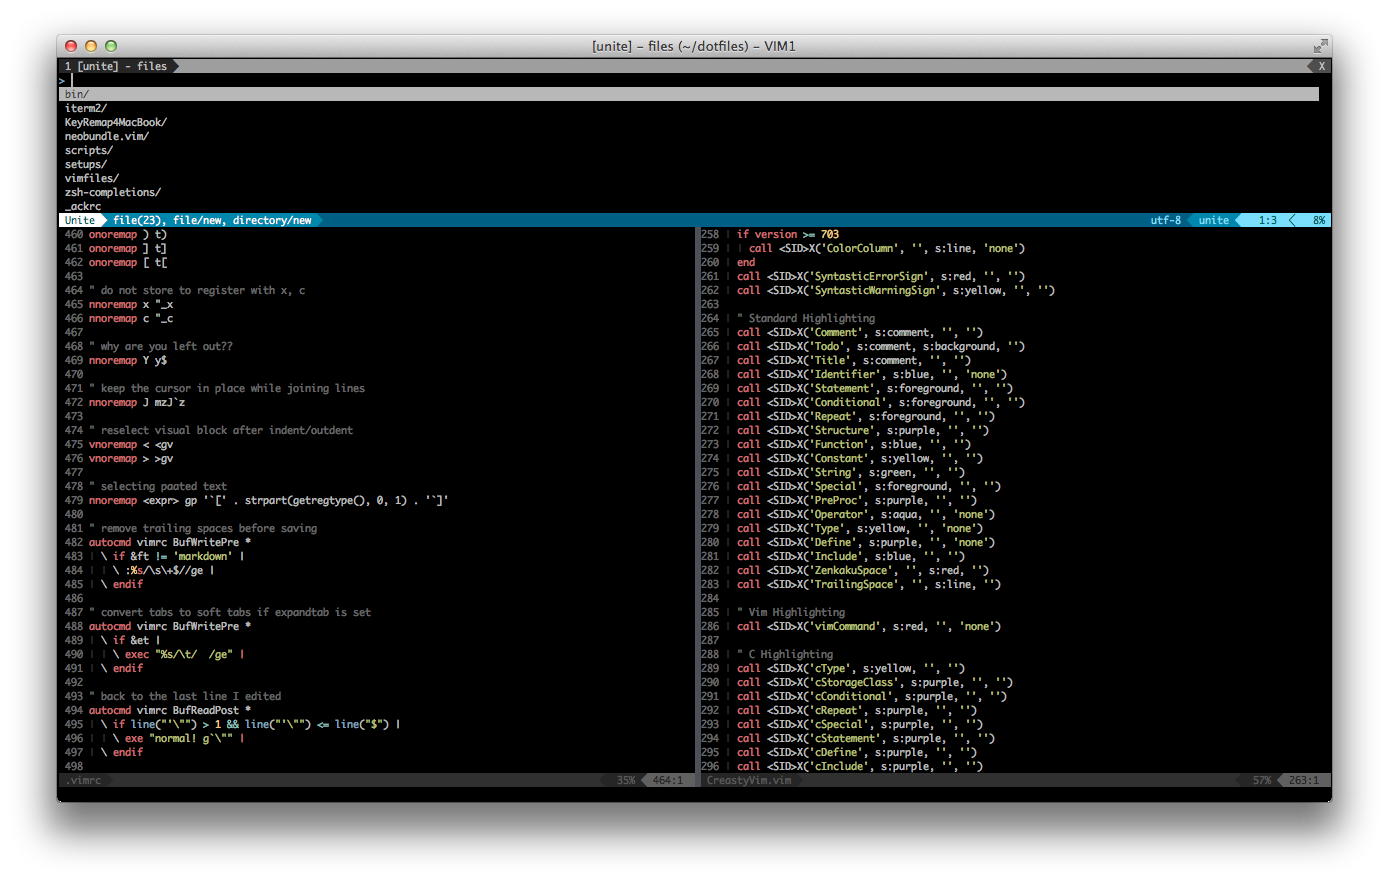 [unite] – files (~/dotfiles) – VIM1
1 [unite] - files
X
>
bin/
iterm2/
KeyRemap4MacBook/
neobundle.vim/
scripts/
setups/
vimfiles/
zsh-completions/
_ackrc
Unite file(23), file/new, directory/new utf-8 unite 1:3 8%
460 onoremap ) t)
461 onoremap ] t]
462 onoremap [ t[
463
464 " do not store to register with x, c
465 nnoremap x "_x
466 nnoremap c "_c
467
468 " why are you left out??
469 nnoremap Y y$
470
471 " keep the cursor in place while joining lines
472 nnoremap J mzJ`z
473
474 " reselect visual block after indent/outdent
475 vnoremap < <gv
476 vnoremap > >gv
477
478 " selecting paated text
479 nnoremap <expr> gp '`[' . strpart(getregtype(), 0, 1) . '`]'
480
481 " remove trailing spaces before saving
482 autocmd vimrc BufWritePre *
483 | \ if &ft != 'markdown' |
484 | | \ :%s/\s\+$//ge |
485 | \ endif
486
487 " convert tabs to soft tabs if expandtab is set
488 autocmd vimrc BufWritePre *
489 | \ if &et |
490 | | \ exec "%s/\t/  /ge" |
491 | \ endif
492
493 " back to the last line I edited
494 autocmd vimrc BufReadPost *
495 | \ if line("'\"") > 1 && line("'\"") <= line("$") |
496 | | \ exe "normal! g`\"" |
497 | \ endif
498
.vimrc 35% 464:1
258 | if version >= 703
259 | | call <SID>X('ColorColumn', '', s:line, 'none')
260 | end
261 | call <SID>X('SyntasticErrorSign', s:red, '', '')
262 | call <SID>X('SyntasticWarningSign', s:yellow, '', '')
263
264 | " Standard Highlighting
265 | call <SID>X('Comment', s:comment, '', '')
266 | call <SID>X('Todo', s:comment, s:background, '')
267 | call <SID>X('Title', s:comment, '', '')
268 | call <SID>X('Identifier', s:blue, '', 'none')
269 | call <SID>X('Statement', s:foreground, '', '')
270 | call <SID>X('Conditional', s:foreground, '', '')
271 | call <SID>X('Repeat', s:foreground, '', '')
272 | call <SID>X('Structure', s:purple, '', '')
273 | call <SID>X('Function', s:blue, '', '')
274 | call <SID>X('Constant', s:yellow, '', '')
275 | call <SID>X('String', s:green, '', '')
276 | call <SID>X('Special', s:foreground, '', '')
277 | call <SID>X('PreProc', s:purple, '', '')
278 | call <SID>X('Operator', s:aqua, '', 'none')
279 | call <SID>X('Type', s:yellow, '', 'none')
280 | call <SID>X('Define', s:purple, '', 'none')
281 | call <SID>X('Include', s:blue, '', '')
282 | call <SID>X('ZenkakuSpace', '', s:red, '')
283 | call <SID>X('TrailingSpace', '', s:line, '')
284
285 | " Vim Highlighting
286 | call <SID>X('vimCommand', s:red, '', 'none')
287
288 | " C Highlighting
289 | call <SID>X('cType', s:yellow, '', '')
290 | call <SID>X('cStorageClass', s:purple, '', '')
291 | call <SID>X('cConditional', s:purple, '', '')
292 | call <SID>X('cRepeat', s:purple, '', '')
293 | call <SID>X('cSpecial', s:purple, '', '')
294 | call <SID>X('cStatement', s:purple, '', '')
295 | call <SID>X('cDefine', s:purple, '', '')
296 | call <SID>X('cInclude', s:purple, '', '')
CreastyVim.vim 57% 263:1